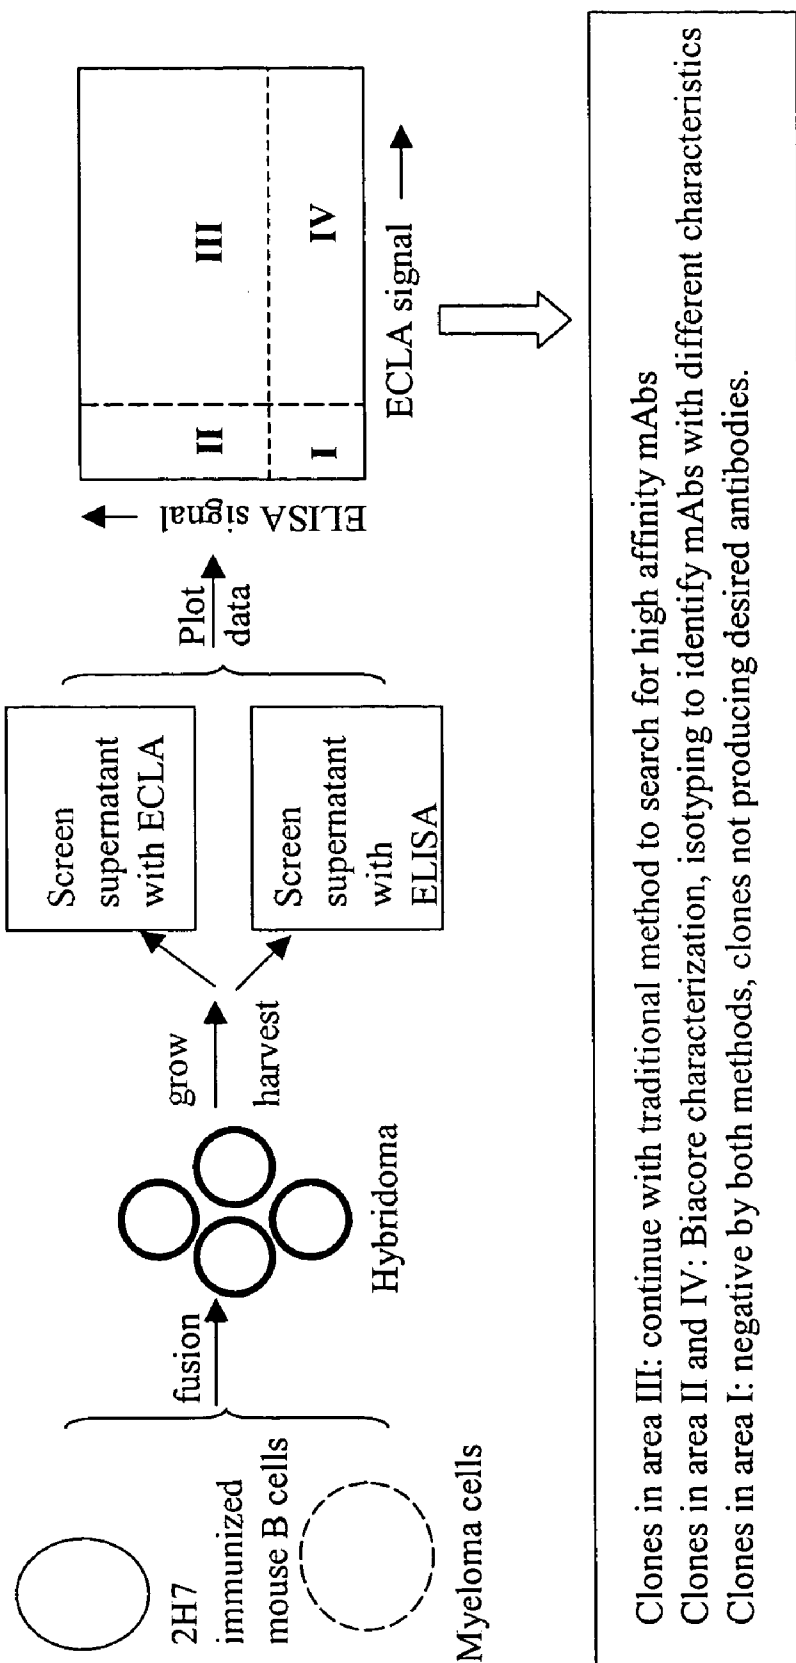 2H7
immunized
mouse B cells
Myeloma cells
fusion
Hybridoma
grow
harvest
Screen
supernatant
with ECLA
Screen
supernatant
with
ELISA
Plot
data
ELISA signal
II
III
I
IV
ECLA signal
Clones in area III: continue with traditional method to search for high affinity mAbs
Clones in area II and IV: Biacore characterization, isotyping to identify mAbs with different characteristics
Clones in area I: negative by both methods, clones not producing desired antibodies.